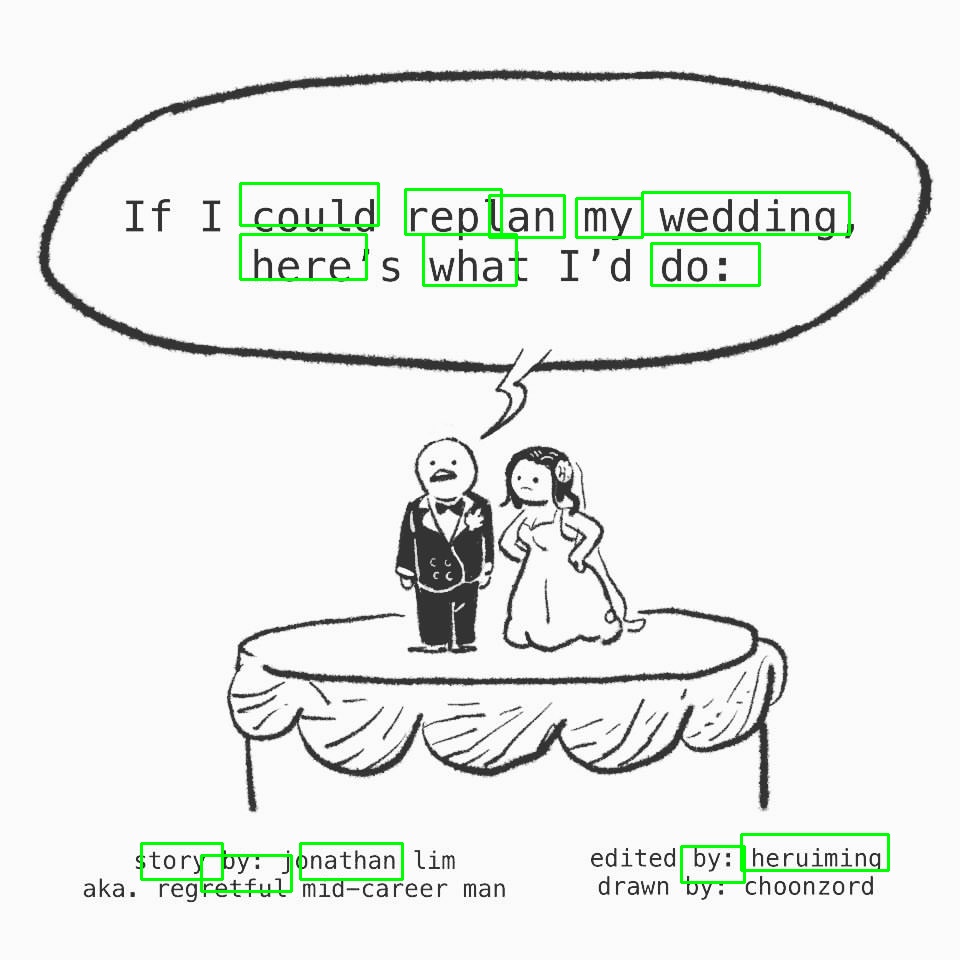 If I could replan my wedding,
here's what I'd do:
story by: jonathan lim
aka. regretful mid-career man
edited by: heruiming
drawn by: choonzord